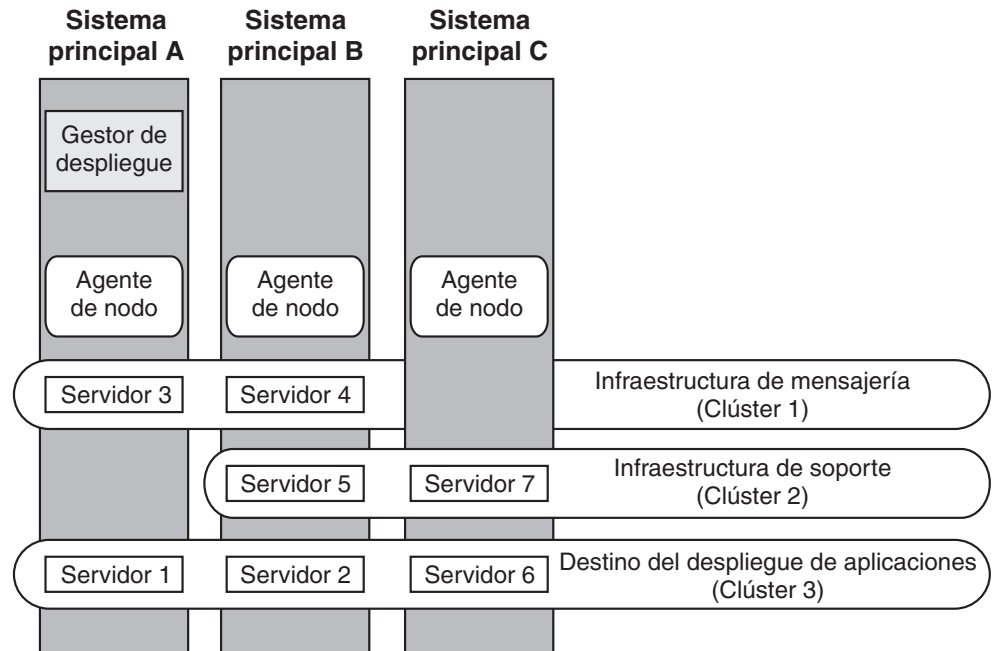 Sistema principal A
Sistema principal B
Sistema principal C
Gestor de despliegue
Agente de nodo
Agente de nodo
Agente de nodo
Servidor 3
Servidor 4
Infraestructura de mensajería
(Clúster 1)
Servidor 5
Servidor 7
Infraestructura de soporte
(Clúster 2)
Servidor 1
Servidor 2
Servidor 6
Destino del despliegue de aplicaciones
(Clúster 3)